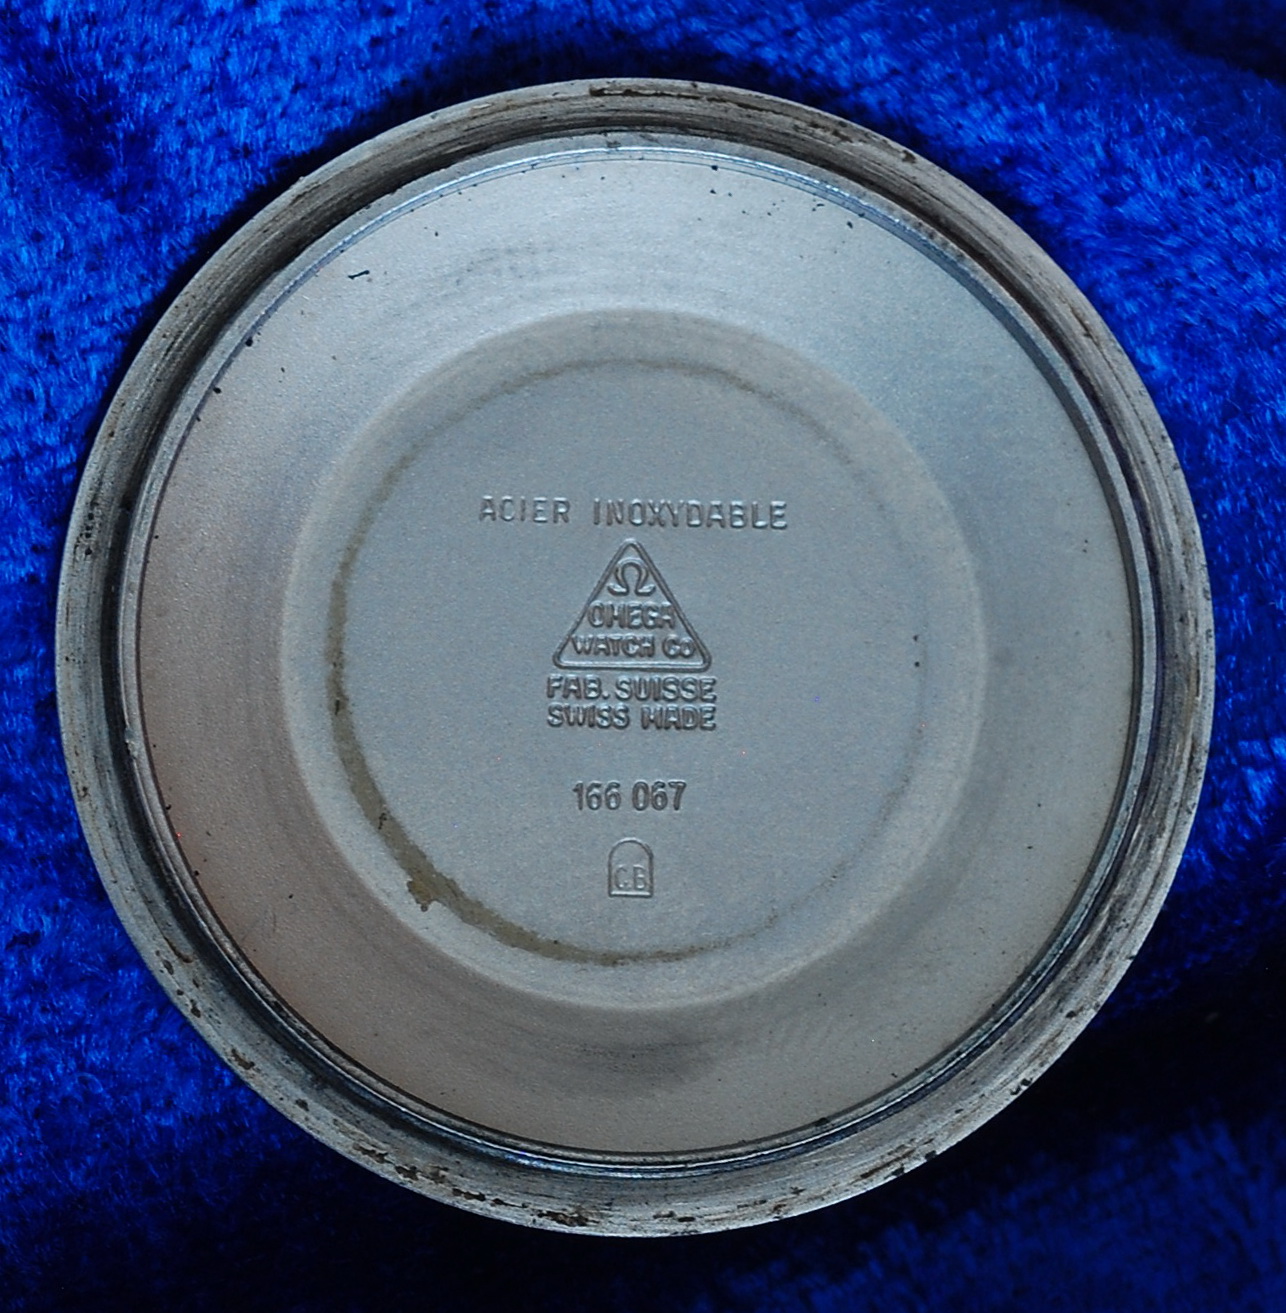 ACIER INOXYDABLE
Ω
OMEGA
WATCH Co
FAB. SUISSE
SWISS MADE
166 067
C.B